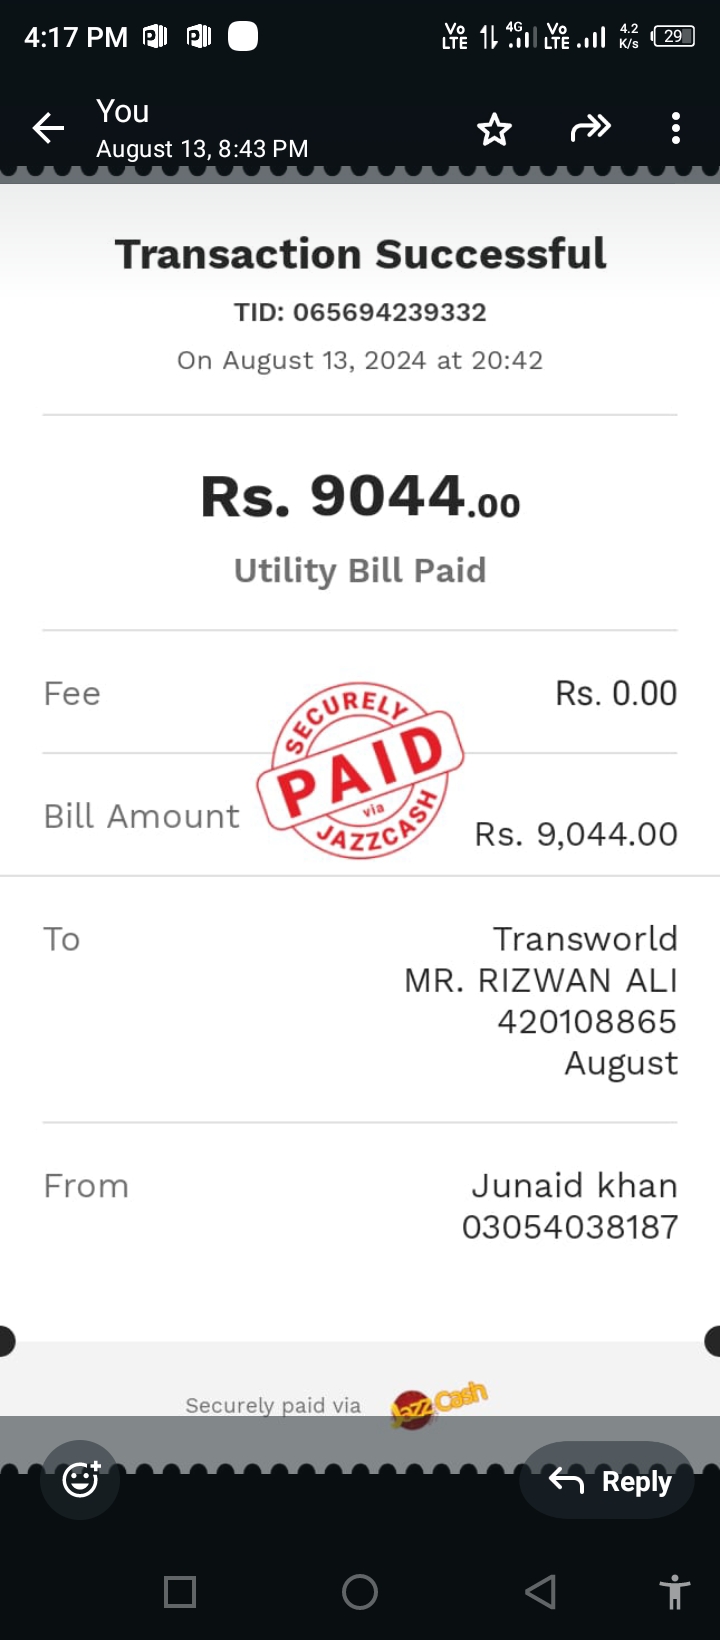 4:17 PM
Vo LTE 4G Vo LTE 4.2 K/s 29
You
August 13, 8:43 PM
Transaction Successful
TID: 065694239332
On August 13, 2024 at 20:42
Rs. 9044.00
Utility Bill Paid
Fee Rs. 0.00
SECURELY
PAID
via
JAZZCASH
Bill Amount Rs. 9,044.00
To Transworld
MR. RIZWAN ALI
420108865
August
From Junaid khan
03054038187
Securely paid via JazzCash
Reply